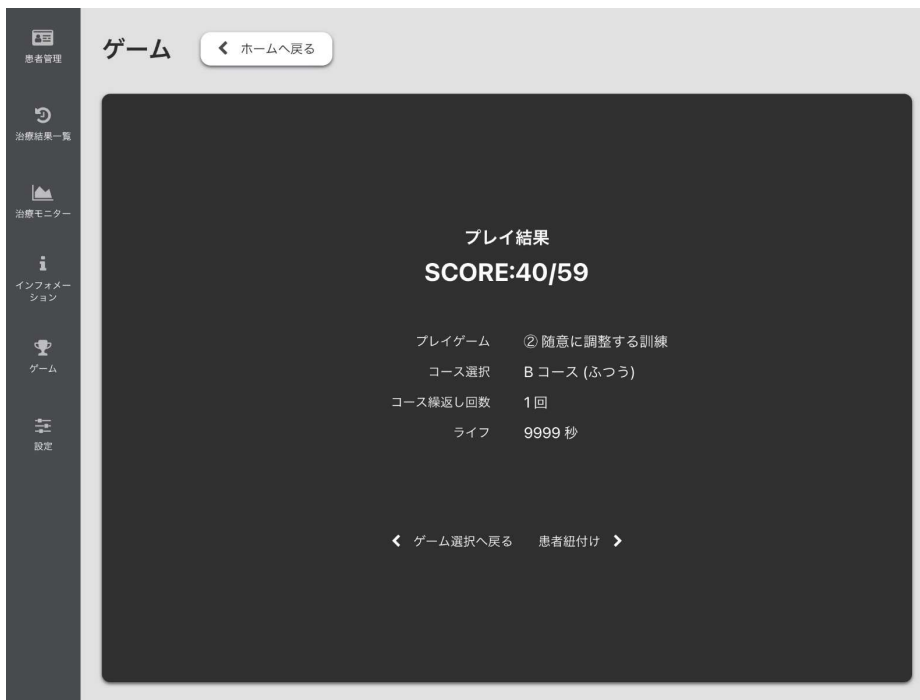 患者管理
治療結果一覧
治療モニター
インフォメー
ション
ゲーム
設定
ゲーム
ホームへ戻る
プレイ結果
SCORE:40/59
プレイゲーム ② 随意に調整する訓練
コース選択 B コース (ふつう)
コース繰返し回数 1 回
ライフ 9999 秒
ゲーム選択へ戻る 患者紐付け